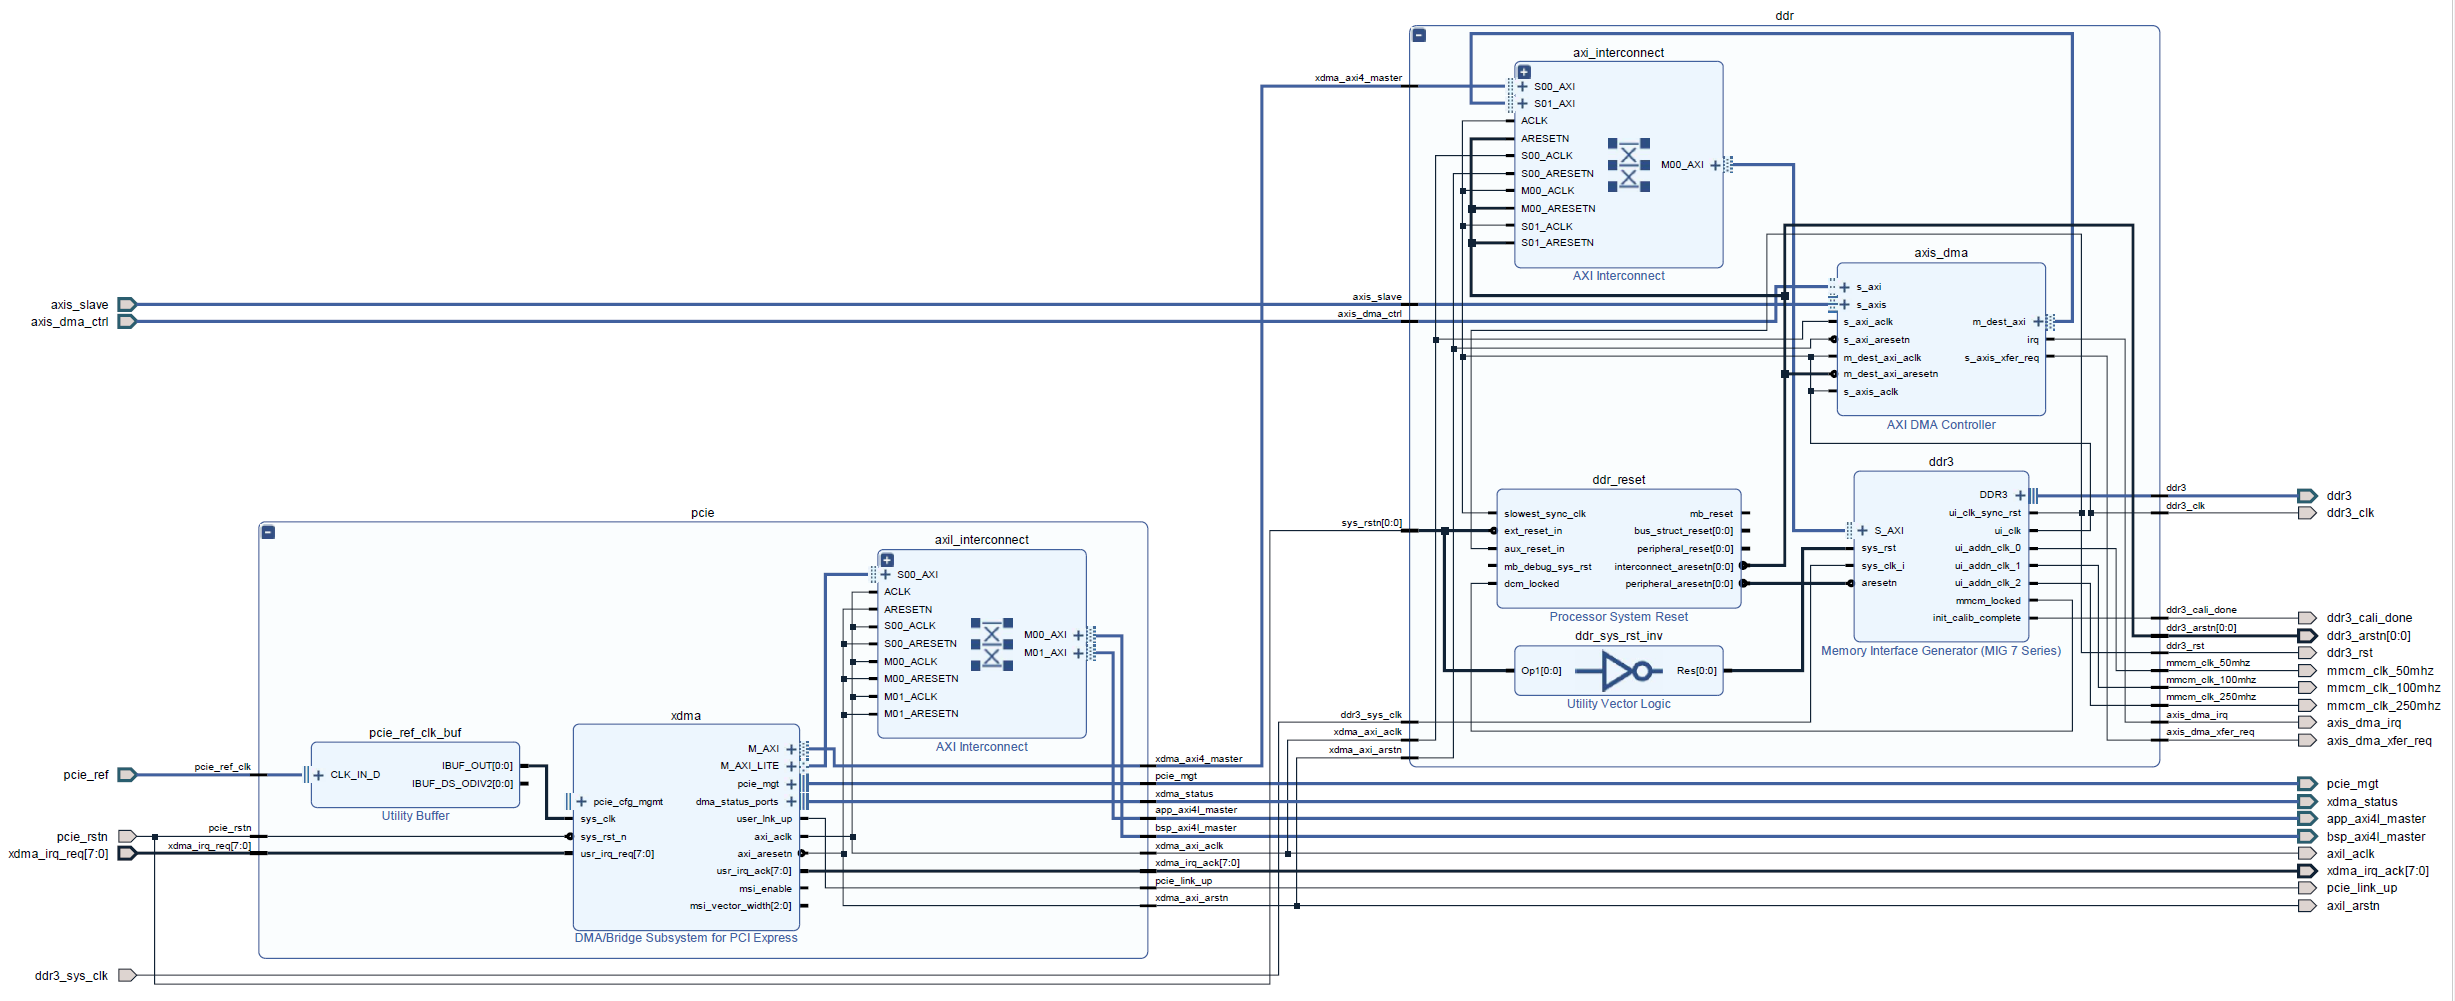 ddr
axi_interconnect
xdma_axi4_master
S00_AXI
S01_AXI
ACLK
ARESETN
S00_ACLK
S00_ARESETN
M00_ACLK
M00_ARESETN
S01_ACLK
S01_ARESETN
M00_AXI
AXI Interconnect
axis_dma
s_axi
s_axis
s_axi_aclk
s_axi_aresetn
m_dest_axi_aclk
m_dest_axi_aresetn
s_axis_aclk
m_dest_axi
irq
s_axis_xfer_req
AXI DMA Controller
axis_slave
axis_dma_ctrl
axis_slave
axis_dma_ctrl
ddr_reset
slowest_sync_clk
ext_reset_in
aux_reset_in
mb_debug_sys_rst
dcm_locked
mb_reset
bus_struct_reset[0:0]
peripheral_reset[0:0]
interconnect_aresetn[0:0]
peripheral_aresetn[0:0]
Processor System Reset
ddr3
S_AXI
sys_rst
sys_clk_i
aresetn
DDR3
ui_clk_sync_rst
ui_clk
ui_addn_clk_0
ui_addn_clk_1
ui_addn_clk_2
mmcm_locked
init_calib_complete
Memory Interface Generator (MIG 7 Series)
ddr_sys_rst_inv
Op1[0:0]
Res[0:0]
Utility Vector Logic
sys_rstn[0:0]
ddr3_sys_clk
xdma_axi_aclk
xdma_axi_arstn
ddr3
ddr3_clk
ddr3_cali_done
ddr3_arstn[0:0]
ddr3_rst
mmcm_clk_50mhz
mmcm_clk_100mhz
mmcm_clk_250mhz
axis_dma_irq
axis_dma_xfer_req
ddr3
ddr3_clk
ddr3_cali_done
ddr3_arstn[0:0]
ddr3_rst
mmcm_clk_50mhz
mmcm_clk_100mhz
mmcm_clk_250mhz
axis_dma_irq
axis_dma_xfer_req
pcie
axil_interconnect
S00_AXI
ACLK
ARESETN
S00_ACLK
S00_ARESETN
M00_ACLK
M00_ARESETN
M01_ACLK
M01_ARESETN
M00_AXI
M01_AXI
AXI Interconnect
pcie_ref_clk_buf
CLK_IN_D
IBUF_OUT[0:0]
IBUF_DS_ODIV2[0:0]
Utility Buffer
xdma
pcie_cfg_mgmt
sys_clk
sys_rst_n
usr_irq_req[7:0]
M_AXI
M_AXI_LITE
pcie_mgt
dma_status_ports
user_lnk_up
axi_aclk
axi_aresetn
usr_irq_ack[7:0]
msi_enable
msi_vector_width[2:0]
DMA/Bridge Subsystem for PCI Express
pcie_ref
pcie_ref_clk
pcie_rstn
pcie_rstn
xdma_irq_req[7:0]
xdma_irq_req[7:0]
ddr3_sys_clk
xdma_axi4_master
pcie_mgt
xdma_status
app_axi4l_master
bsp_axi4l_master
xdma_axi_aclk
xdma_irq_ack[7:0]
pcie_link_up
xdma_axi_arstn
pcie_mgt
xdma_status
app_axi4l_master
bsp_axi4l_master
axil_aclk
xdma_irq_ack[7:0]
pcie_link_up
axil_arstn